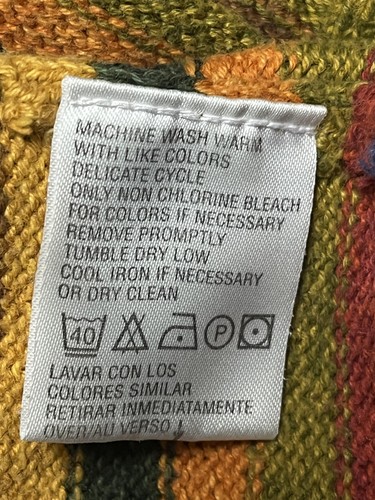 MACHINE WASH WARM
WITH LIKE COLORS
DELICATE CYCLE
ONLY NON CHLORINE BLEACH
FOR COLORS IF NECESSARY
REMOVE PROMPTLY
TUMBLE DRY LOW
COOL IRON IF NECESSARY
OR DRY CLEAN
40 P
LAVAR CON LOS
COLORES SIMILAR
RETIRAR INMEDIATAMENTE
OVER/AU VERSO